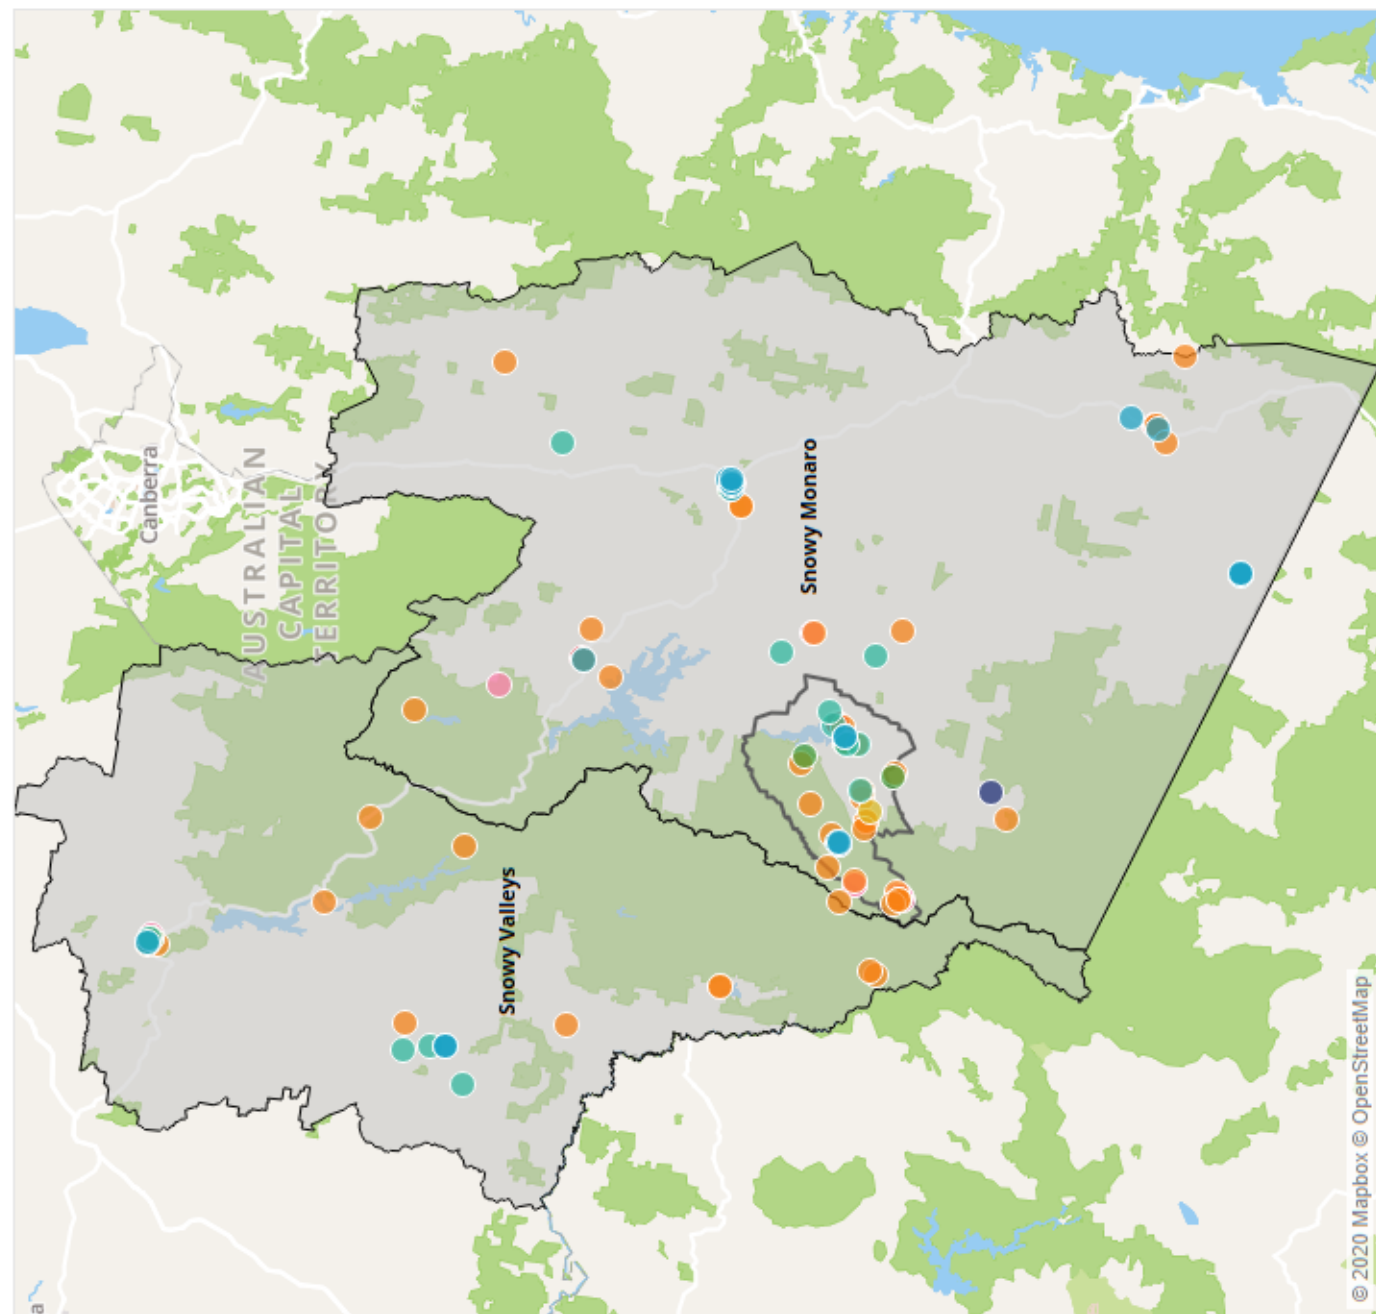 Canberra
AUSTRALIAN
CAPITAL
TERRITORY
Snowy Monaro
Snowy Valleys
© 2020 Mapbox © OpenStreetMap
a